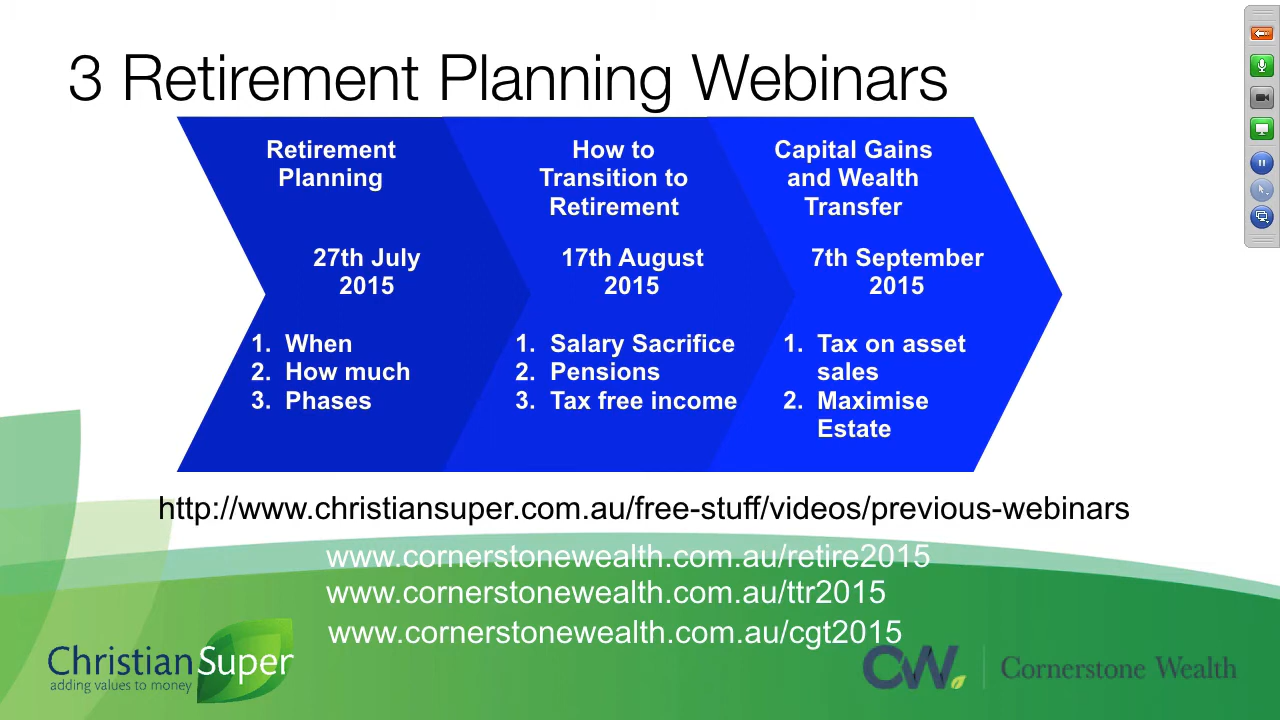 3 Retirement Planning Webinars
Retirement
Planning
27th July
2015
1. When
2. How much
3. Phases
How to
Transition to
Retirement
17th August
2015
1. Salary Sacrifice
2. Pensions
3. Tax free income
Capital Gains
and Wealth
Transfer
7th September
2015
1. Tax on asset
sales
2. Maximise
Estate
http://www.christiansuper.com.au/free-stuff/videos/previous-webinars
www.cornerstonewealth.com.au/retire2015
www.cornerstonewealth.com.au/ttr2015
www.cornerstonewealth.com.au/cgt2015
Christian Super
adding values to money
CW
Cornerstone Wealth